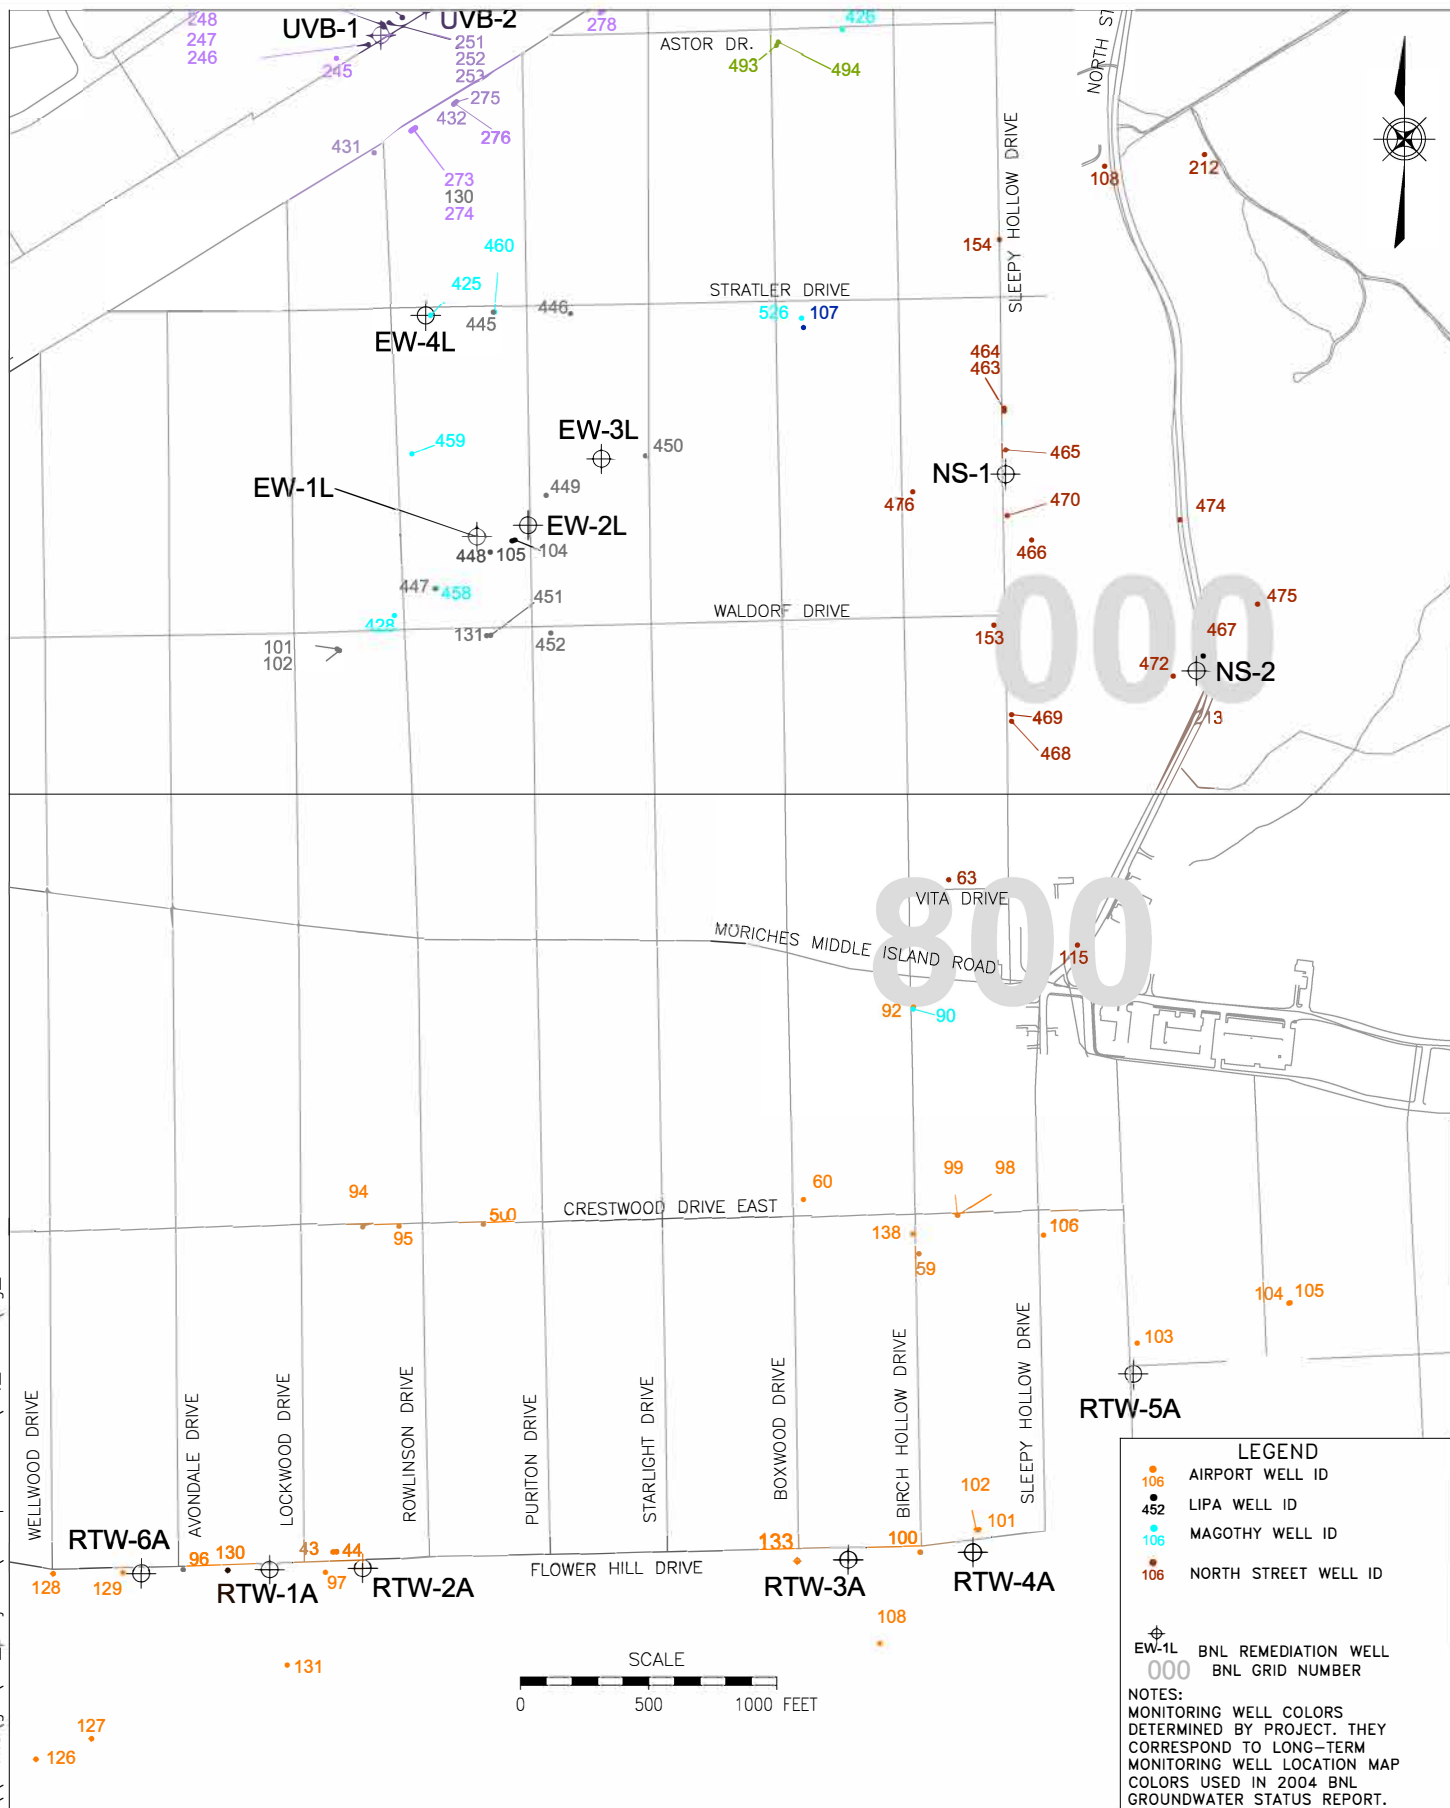 248
247
246
UVB-1
UVB-2
245
251
252
253
275
432
276
431
273
130
274
278
ASTOR DR.
426
493
494
NORTH ST
SLEEPY HOLLOW DRIVE
108
212
154
460
425
445
446
EW-4L
STRATLER DRIVE
526
107
464
463
459
EW-3L
450
465
NS-1
EW-1L
449
476
470
474
EW-2L
448
105
104
466
447
458
451
475
000
428
131
452
WALDORF DRIVE
153
467
101
102
472
NS-2
469
213
468
63
VITA DRIVE
800
MORICHES MIDDLE ISLAND ROAD
115
92
90
94
95
CRESTWOOD DRIVE EAST
60
99
98
138
106
59
104
105
103
RTW-5A
WELLWOOD DRIVE
AVONDALE DRIVE
LOCKWOOD DRIVE
ROWLINSON DRIVE
PURITON DRIVE
STARLIGHT DRIVE
BOXWOOD DRIVE
BIRCH HOLLOW DRIVE
SLEEPY HOLLOW DRIVE
102
101
RTW-6A
128
129
96
130
RTW-1A
43
44
97
RTW-2A
FLOWER HILL DRIVE
133
RTW-3A
100
RTW-4A
108
131
127
126
SCALE
0
500
1000 FEET
LEGEND
106 AIRPORT WELL ID
452 LIPA WELL ID
106 MAGOTHY WELL ID
106 NORTH STREET WELL ID
EW-1L BNL REMEDIATION WELL
000 BNL GRID NUMBER
NOTES:
MONITORING WELL COLORS
DETERMINED BY PROJECT. THEY
CORRESPOND TO LONG-TERM
MONITORING WELL LOCATION MAP
COLORS USED IN 2004 BNL
GROUNDWATER STATUS REPORT.